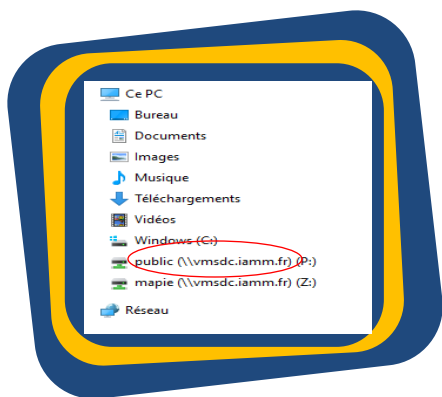 Ce PC
Bureau
Documents
Images
Musique
Téléchargements
Vidéos
Windows (C:)
public (\\vmsdc.iamm.fr) (P:)
mapie (\\vmsdc.iamm.fr) (Z:)
Réseau